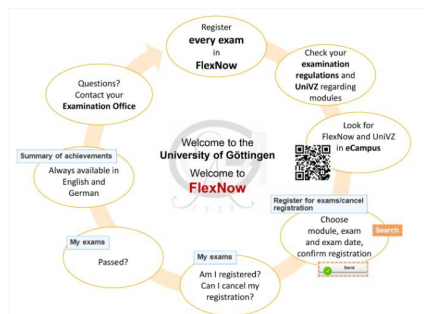 Register
every exam
in
FlexNow
Check your
examination
regulations and
UniVZ regarding
modules
Look for
FlexNow and UniVZ
in eCampus
Register for exams/cancel
registration
Choose
module, exam
and exam date,
confirm registration
Search
Send
My exams
Am I registered?
Can I cancel my
registration?
My exams
Passed?
Summary of achievements
Always available in
English and
German
Questions?
Contact your
Examination Office
Welcome to the
University of Göttingen
Welcome to
FlexNow